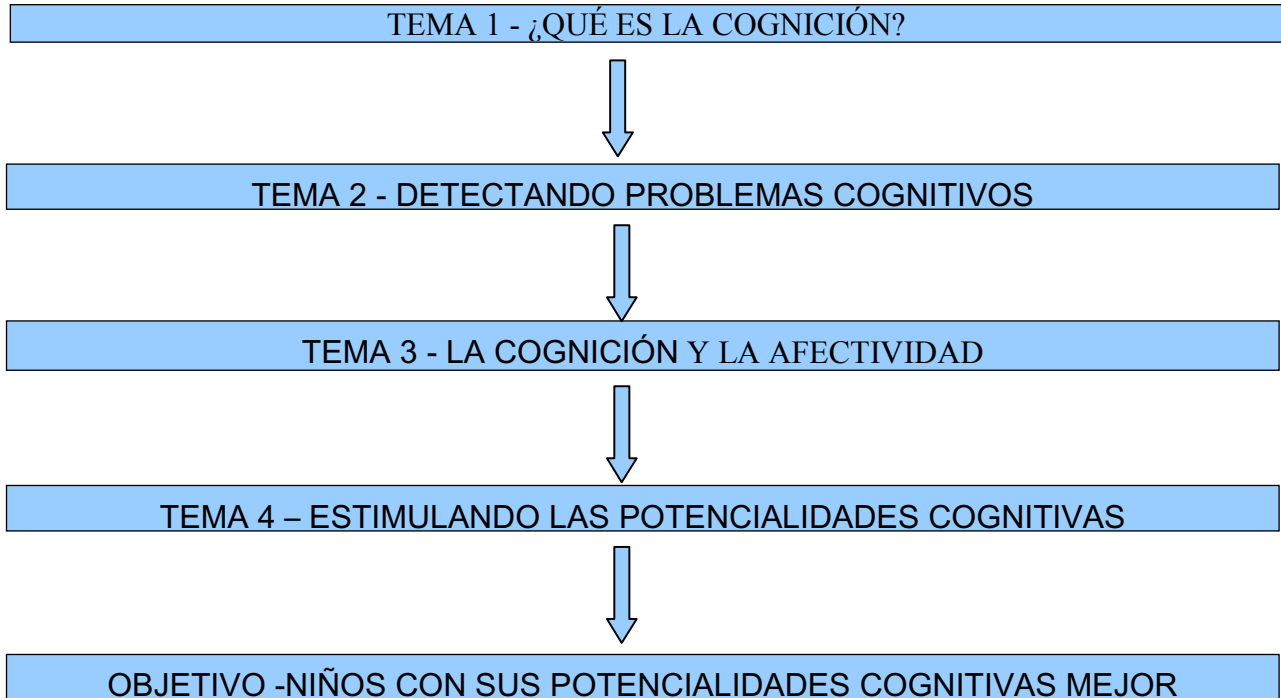 TEMA 1 - ¿QUÉ ES LA COGNICIÓN?
TEMA 2 - DETECTANDO PROBLEMAS COGNITIVOS
TEMA 3 - LA COGNICIÓN Y LA AFECTIVIDAD
TEMA 4 – ESTIMULANDO LAS POTENCIALIDADES COGNITIVAS
OBJETIVO -NIÑOS CON SUS POTENCIALIDADES COGNITIVAS MEJOR